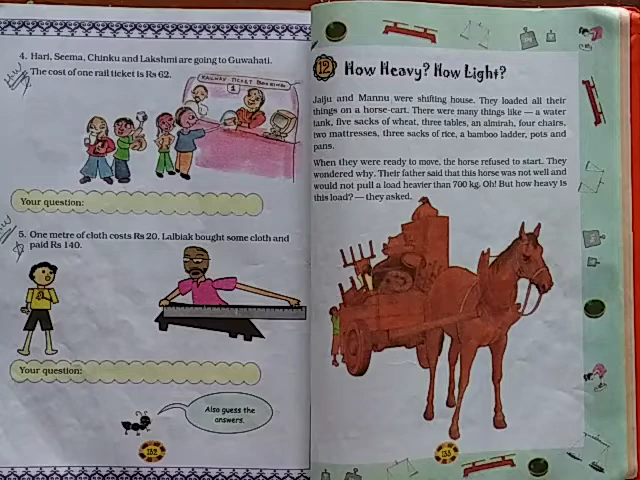 4. Hari, Seema, Chinku and Lakshmi are going to Guwahati.
The cost of one rail ticket is Rs 62.
RAILWAY TICKET BOOKING
1
Your question:
5. One metre of cloth costs Rs 20. Lalbiak bought some cloth and
paid Rs 140.
Your question:
Also guess the
answers.
132
12 How Heavy? How Light?
Jaiju and Mannu were shifting house. They loaded all their
things on a horse-cart. There were many things like — a water
tank, five sacks of wheat, three tables, an almirah, four chairs,
two mattresses, three sacks of rice, a bamboo ladder, pots and
pans.
When they were ready to move, the horse refused to start. They
wondered why. Their father said that this horse was not well and
would not pull a load heavier than 700 kg. Oh! But how heavy is
this load? — they asked.
133